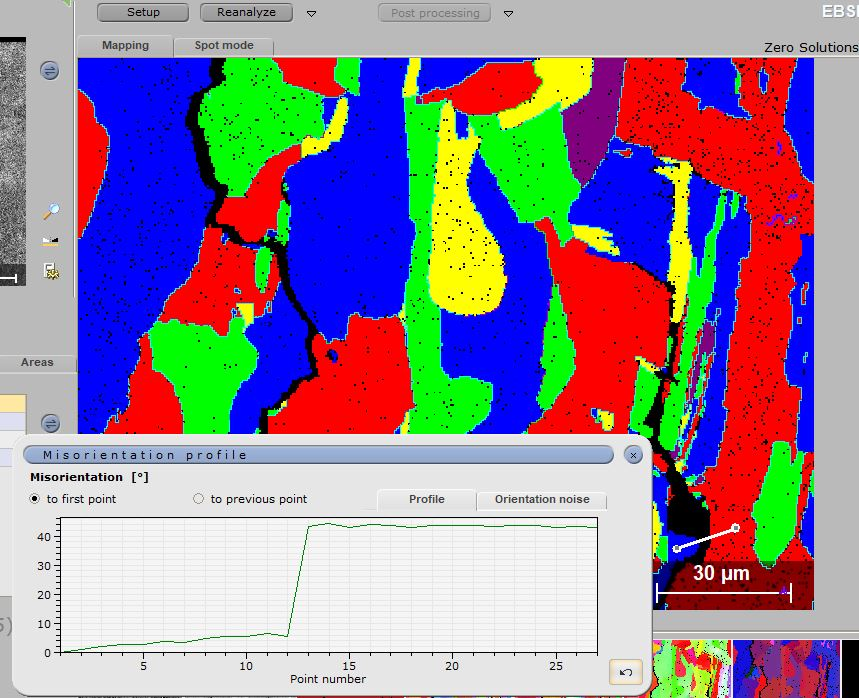 Setup
Reanalyze
Post processing
EBS
Mapping
Spot mode
Zero Solutions
Areas
30 µm
Misorientation profile
Misorientation [°]
to first point
to previous point
Profile
Orientation noise
40
30
20
10
0
5
10
15
20
25
Point number
5)